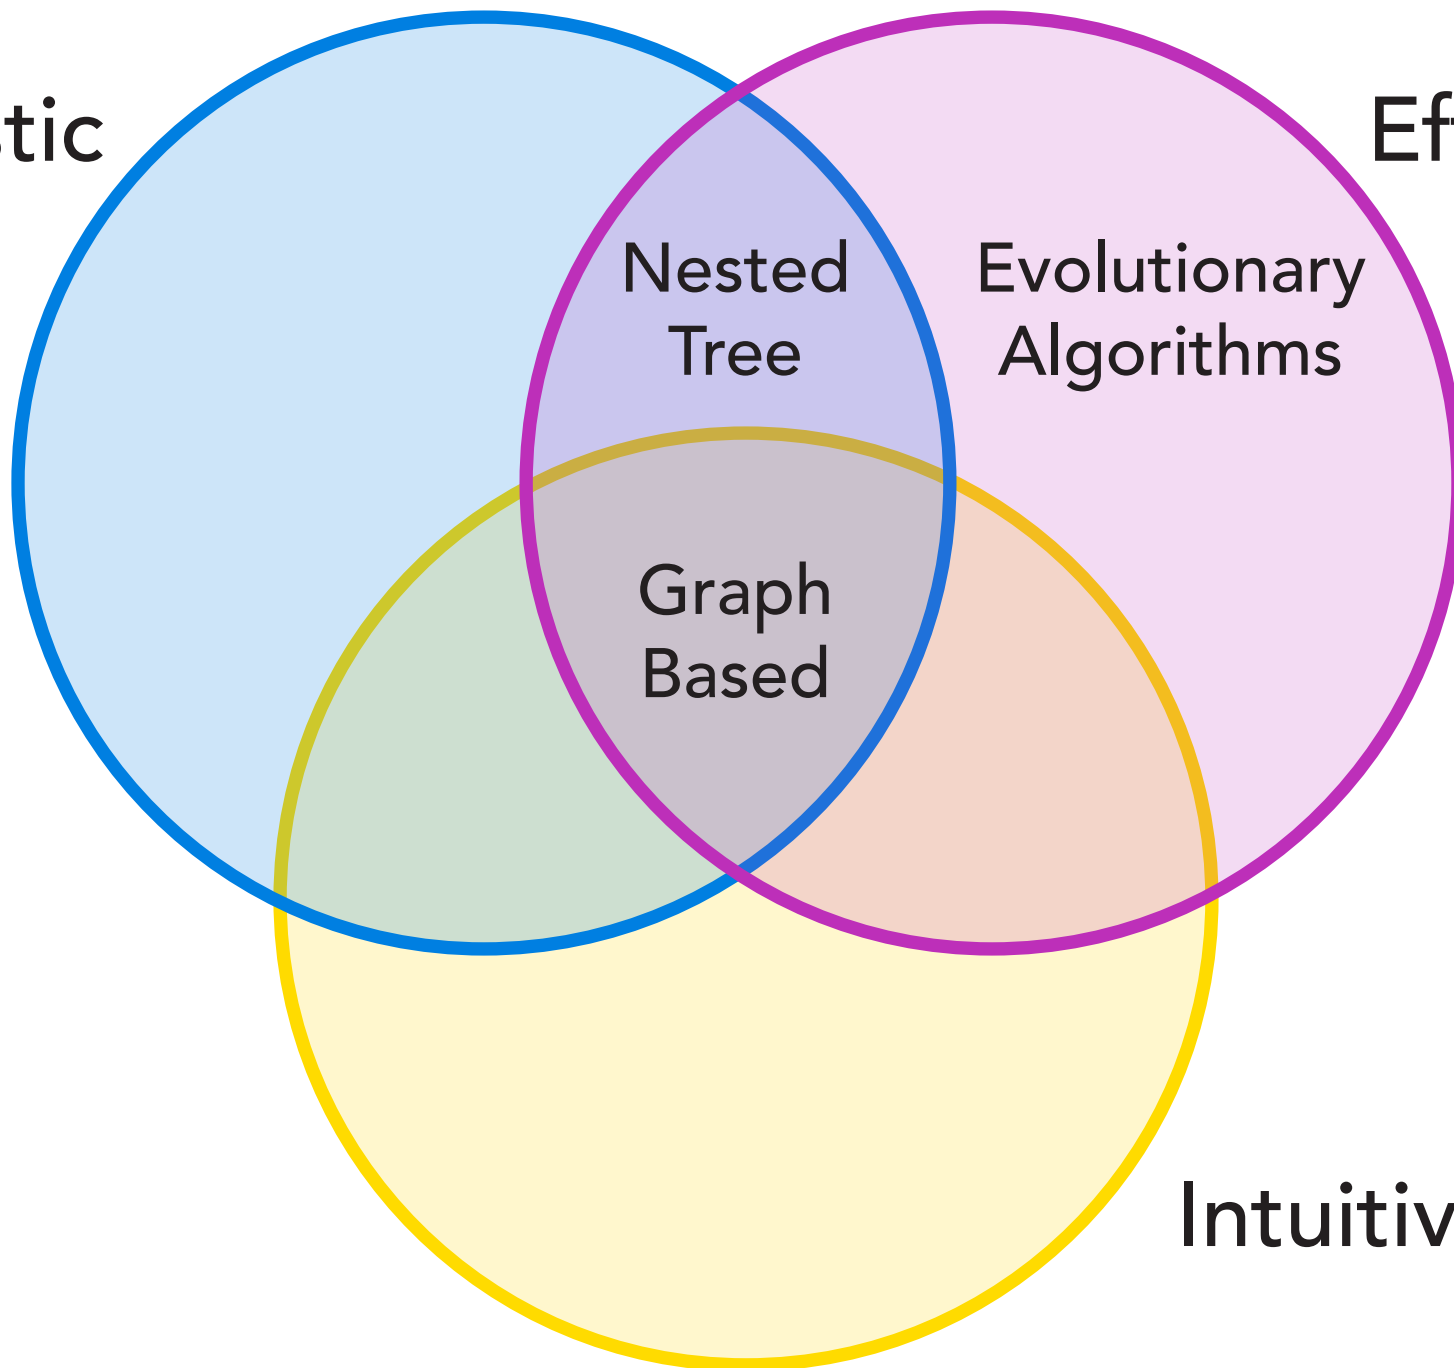 stic
Ef
Nested
Tree
Evolutionary
Algorithms
Graph
Based
Intuitiv